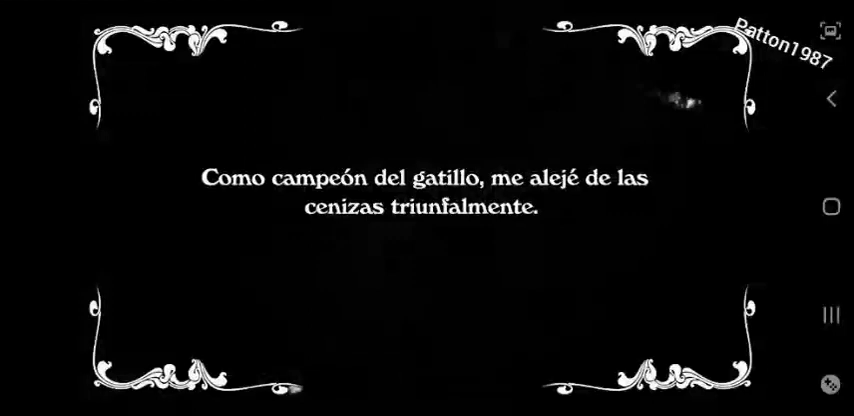 Patton1987
Como campeón del gatillo, me alejé de las
cenizas triunfalmente.